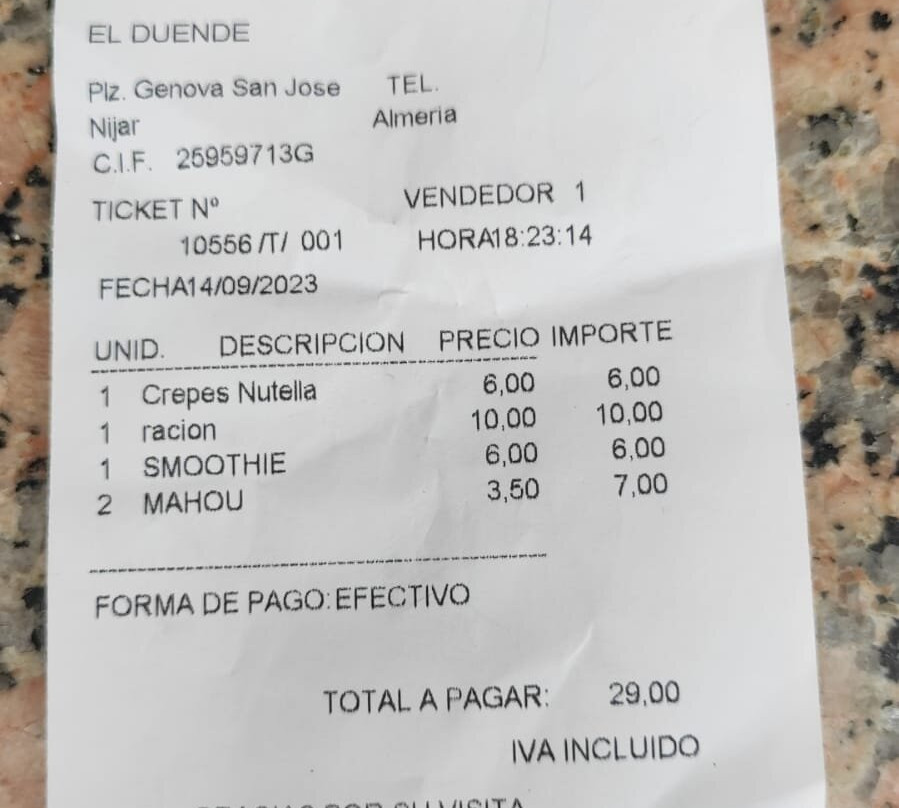 EL DUENDE
Plz. Genova San Jose TEL.
Nijar Almeria
C.I.F. 25959713G
TICKET Nº VENDEDOR 1
10556 /T/ 001 HORA18:23:14
FECHA14/09/2023
UNID. DESCRIPCION PRECIO IMPORTE
1 Crepes Nutella 6,00 6,00
1 racion 10,00 10,00
1 SMOOTHIE 6,00 6,00
2 MAHOU 3,50 7,00
FORMA DE PAGO:EFECTIVO
TOTAL A PAGAR: 29,00
IVA INCLUIDO
POR SU VISITA